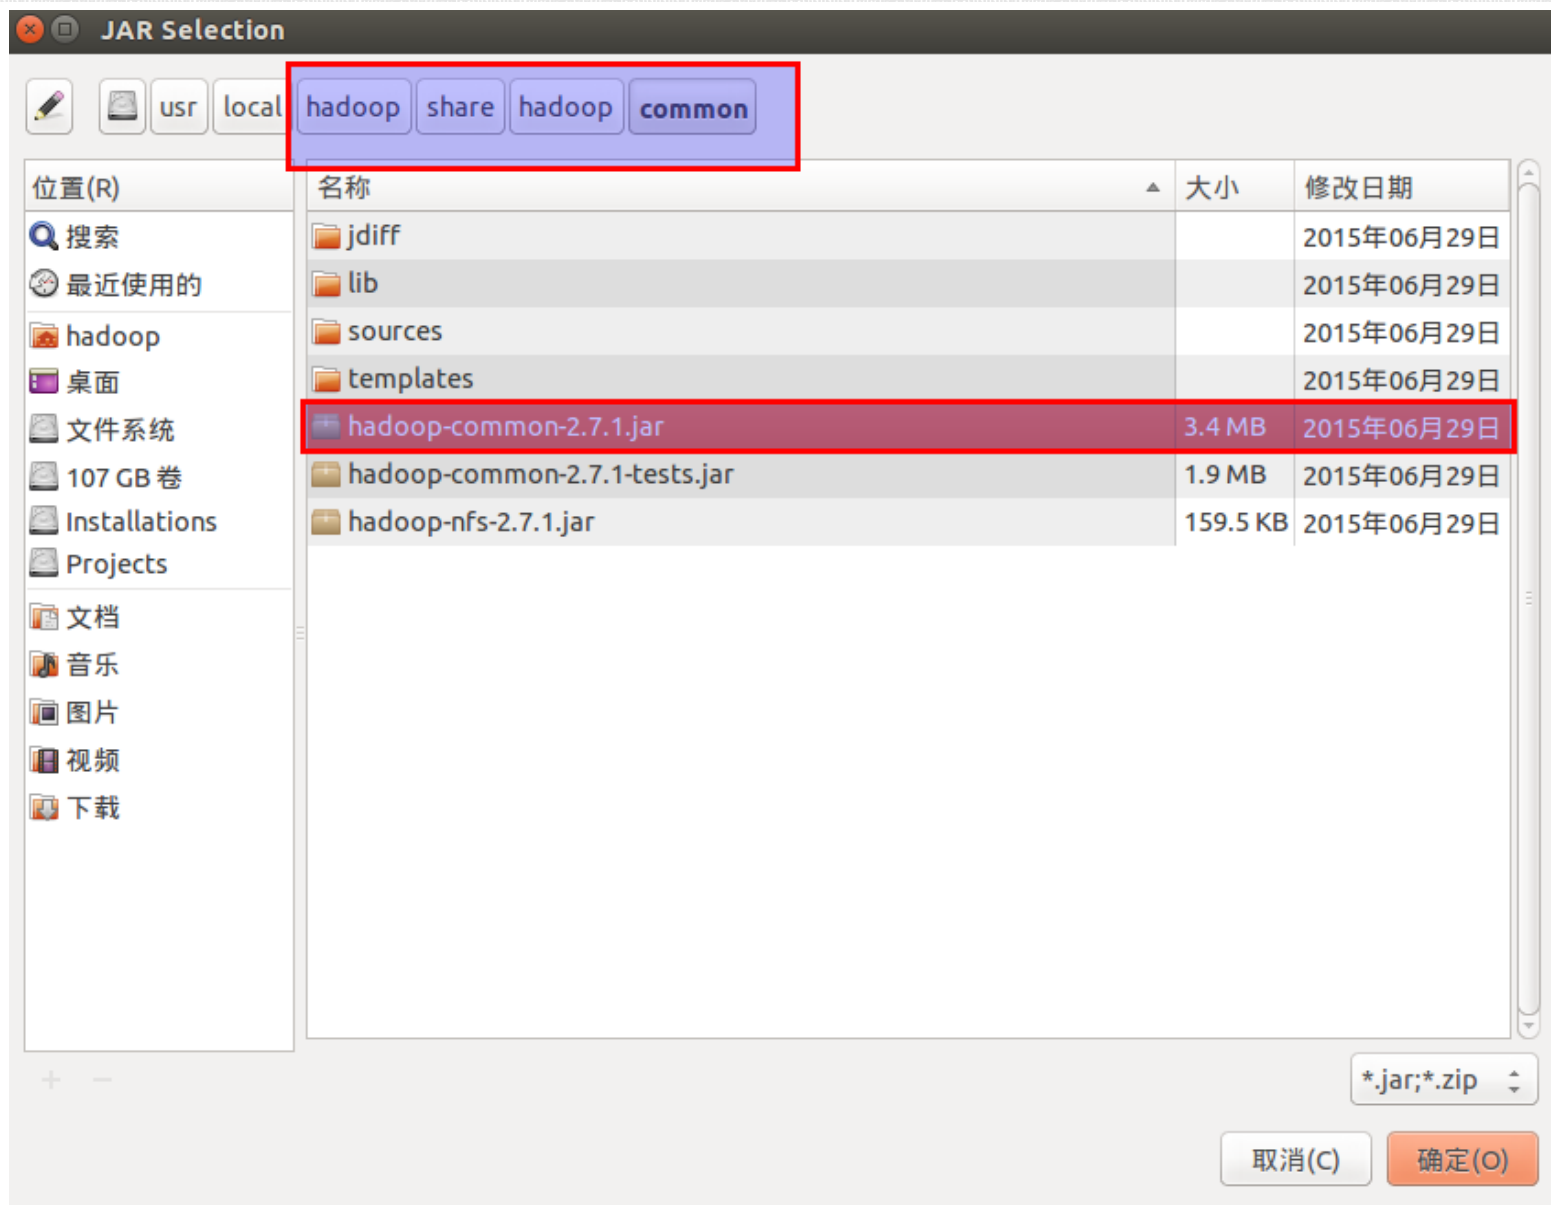 JAR Selection
usr local hadoop share hadoop common
位置(R)
搜索
最近使用的
hadoop
桌面
文件系统
107 GB 卷
Installations
Projects
文档
音乐
图片
视频
下载
名称 大小 修改日期
jdiff 2015年06月29日
lib 2015年06月29日
sources 2015年06月29日
templates 2015年06月29日
hadoop-common-2.7.1.jar 3.4 MB 2015年06月29日
hadoop-common-2.7.1-tests.jar 1.9 MB 2015年06月29日
hadoop-nfs-2.7.1.jar 159.5 KB 2015年06月29日
*.jar;*.zip
取消(C) 确定(O)